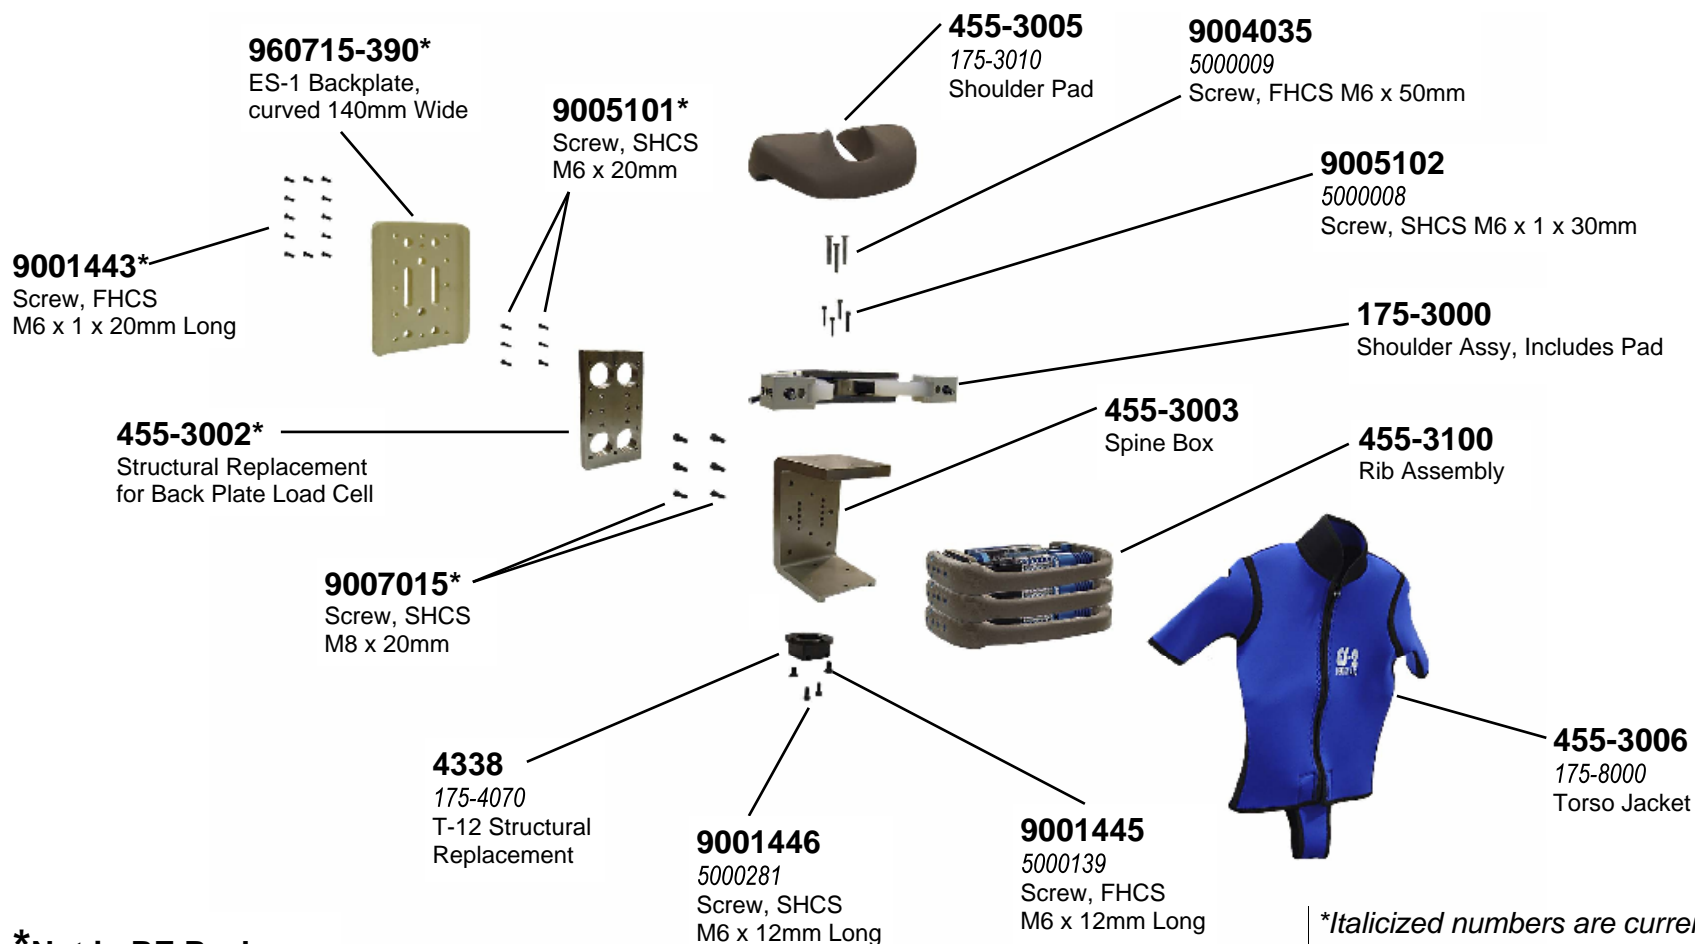 960715-390*
ES-1 Backplate,
curved 140mm Wide
9005101*
Screw, SHCS
M6 x 20mm
455-3005
175-3010
Shoulder Pad
9004035
5000009
Screw, FHCS M6 x 50mm
9005102
5000008
Screw, SHCS M6 x 1 x 30mm
9001443*
Screw, FHCS
M6 x 1 x 20mm Long
175-3000
Shoulder Assy, Includes Pad
455-3002*
Structural Replacement
for Back Plate Load Cell
455-3003
Spine Box
455-3100
Rib Assembly
9007015*
Screw, SHCS
M8 x 20mm
4338
175-4070
T-12 Structural
Replacement
9001446
5000281
Screw, SHCS
M6 x 12mm Long
9001445
5000139
Screw, FHCS
M6 x 12mm Long
455-3006
175-8000
Torso Jacket
*Italicized numbers are